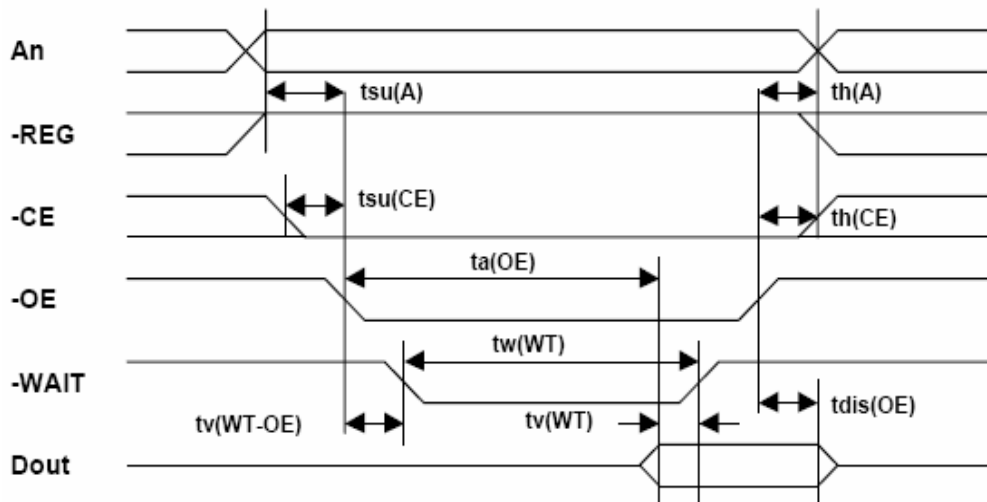 An
tsu(A)
th(A)
-REG
-CE
tsu(CE)
th(CE)
ta(OE)
-OE
tw(WT)
-WAIT
tv(WT-OE)
tv(WT)
tdis(OE)
Dout